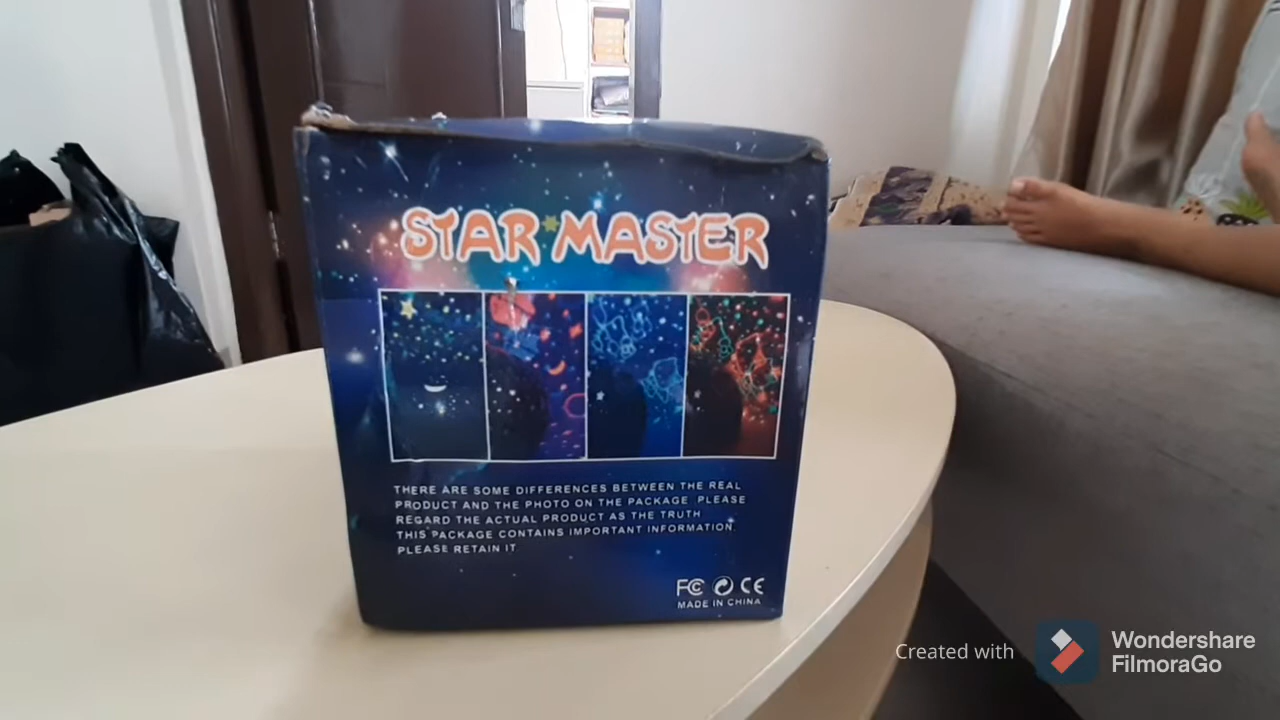 STAR MASTER
THERE ARE SOME DIFFERENCES BETWEEN THE REAL
PRODUCT AND THE PHOTO ON THE PACKAGE PLEASE
REGARD THE ACTUAL PRODUCT AS THE TRUTH
THIS PACKAGE CONTAINS IMPORTANT INFORMATION.
PLEASE RETAIN IT
FC CE
MADE IN CHINA
Created with
Wondershare
FilmoraGo